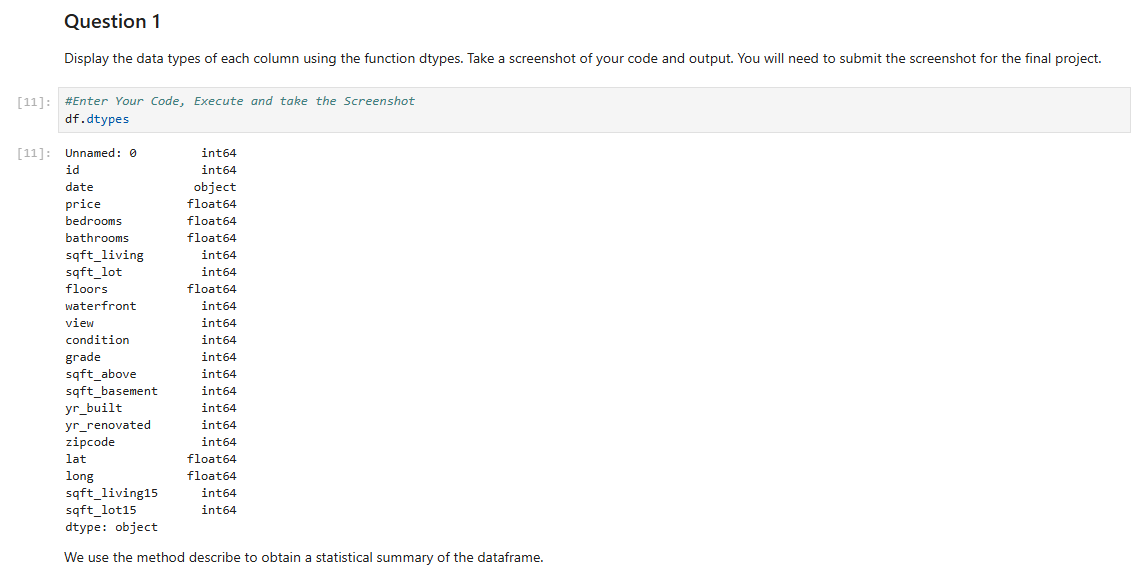 Question 1
Display the data types of each column using the function dtypes. Take a screenshot of your code and output. You will need to submit the screenshot for the final project.
[11]: #Enter Your Code, Execute and take the Screenshot
df.dtypes
[11]: Unnamed: 0 int64
id int64
date object
price float64
bedrooms float64
bathrooms float64
sqft_living int64
sqft_lot int64
floors float64
waterfront int64
view int64
condition int64
grade int64
sqft_above int64
sqft_basement int64
yr_built int64
yr_renovated int64
zipcode int64
lat float64
long float64
sqft_living15 int64
sqft_lot15 int64
dtype: object
We use the method describe to obtain a statistical summary of the dataframe.